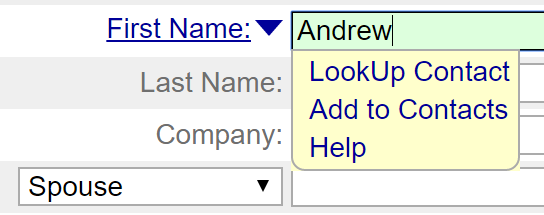 First Name: Andrew
LookUp Contact
Last Name:
Add to Contacts
Company:
Help
Spouse